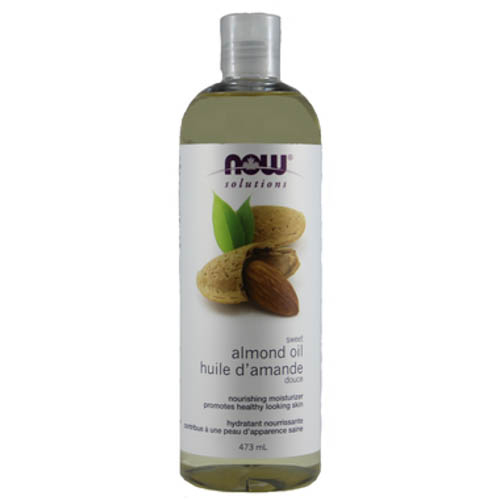 now®
solutions
sweet
almond oil
huile d'amande
douce
nourishing moisturizer
promotes healthy looking skin
hydratant nourrissante
contribue à une peau d'apparence saine
473 mL